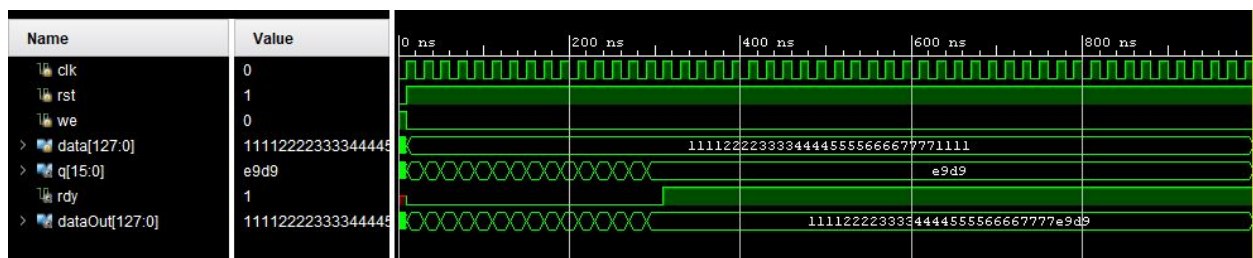 Name Value 0 ns 200 ns 400 ns 600 ns 800 ns
clk 0
rst 1
we 0
data[127:0] 11112222333344445 11112222333344445555666677771111
q[15:0] e9d9 e9d9
rdy 1
dataOut[127:0] 11112222333344445 1111222233334444555566667777e9d9